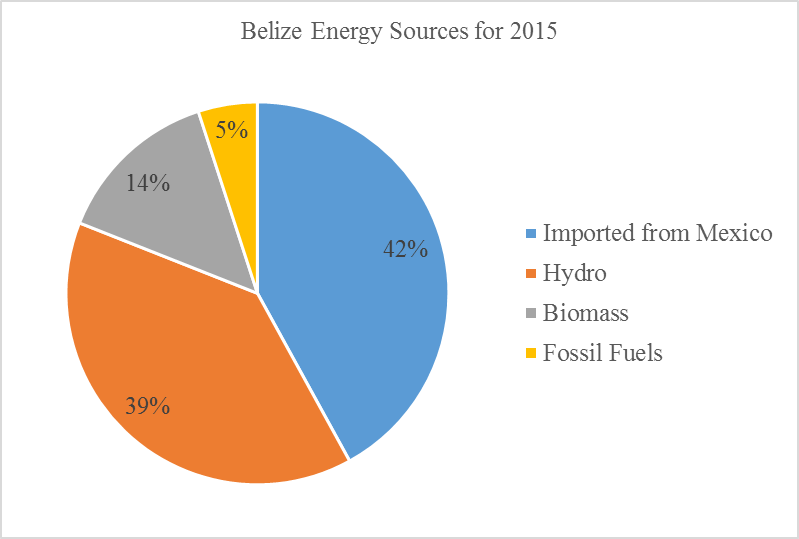 Belize Energy Sources for 2015
5%
14%
42%
39%
Imported from Mexico
Hydro
Biomass
Fossil Fuels